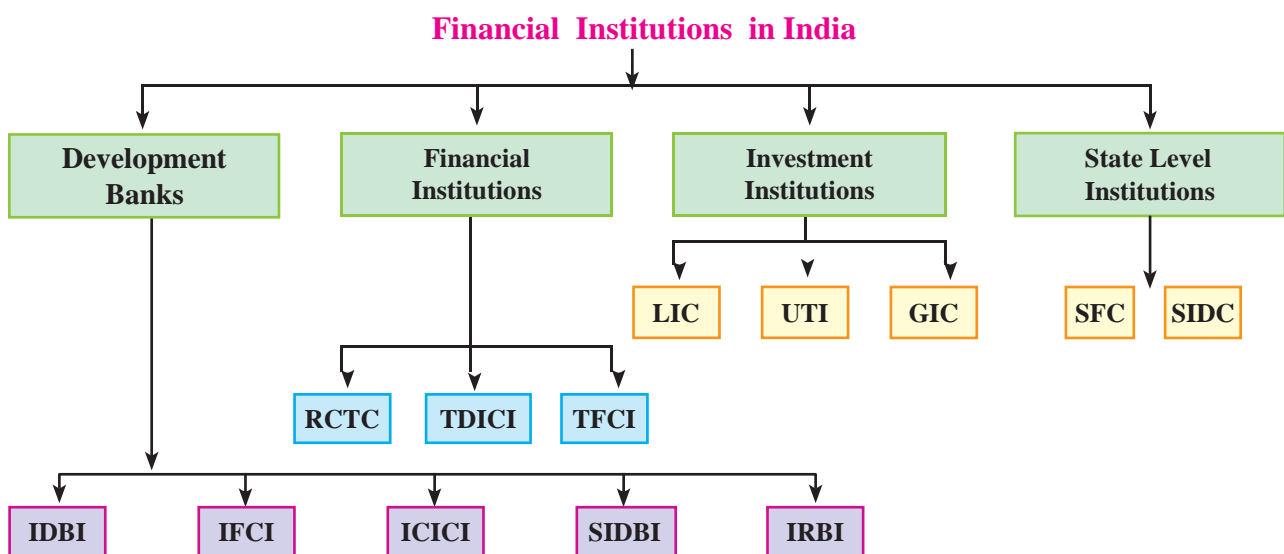 Financial Institutions in India
Development
Banks
Financial
Institutions
Investment
Institutions
State Level
Institutions
LIC
UTI
GIC
SFC
SIDC
RCTC
TDICI
TFCI
IDBI
IFCI
ICICI
SIDBI
IRBI